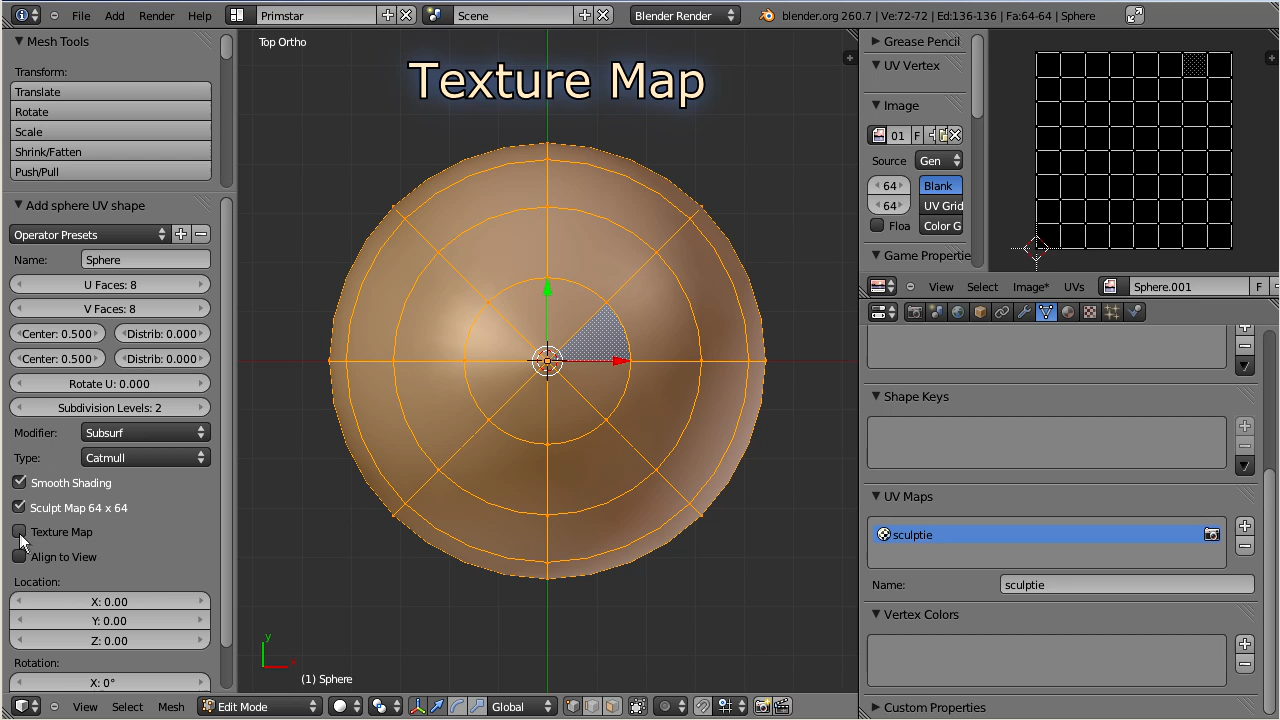 File Add Render Help Primstar Scene Blender Render blender.org 260.7 | Ve:72-72 | Ed:136-136 | Fa:64-64 | Sphere
Mesh Tools
Transform:
Translate
Rotate
Scale
Shrink/Fatten
Push/Pull
Add sphere UV shape
Operator Presets
Name: Sphere
U Faces: 8
V Faces: 8
Center: 0.500 Distrib: 0.000
Center: 0.500 Distrib: 0.000
Rotate U: 0.000
Subdivision Levels: 2
Modifier: Subsurf
Type: Catmull
Smooth Shading
Sculpt Map 64 x 64
Texture Map
Align to View
Location:
X: 0.00
Y: 0.00
Z: 0.00
Rotation:
X: 0°
View Select Mesh Edit Mode Global
Top Ortho
Texture Map
y
x
(1) Sphere
Grease Pencil
UV Vertex
Image
01 F
Source Gen
64 Blank
64 UV Grid
Floa Color G
Game Propertie
View Select Image* UVs Sphere.001 F
Shape Keys
UV Maps
sculptie
Name: sculptie
Vertex Colors
Custom Properties